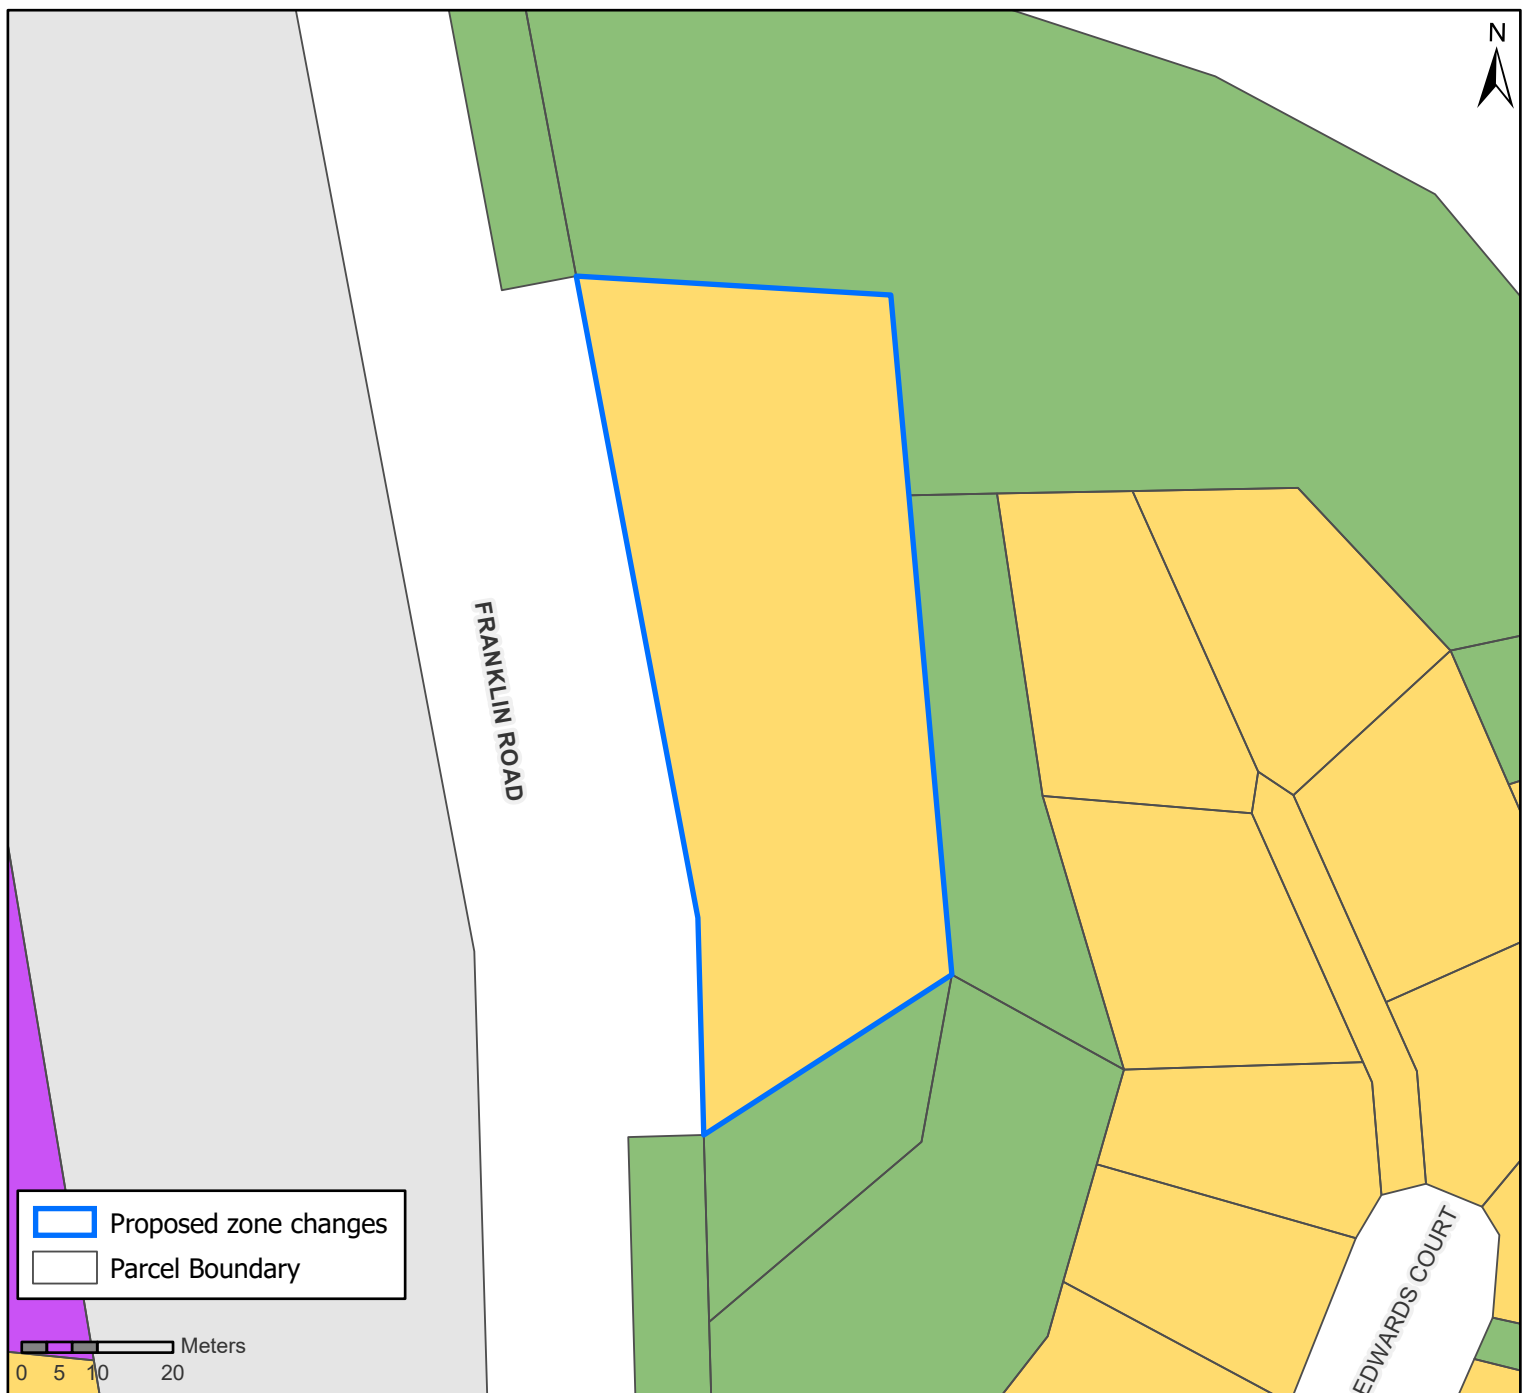 N
FRANKLIN ROAD
EDWARDS COURT
Proposed zone changes
Parcel Boundary
Meters
0 5 10 20